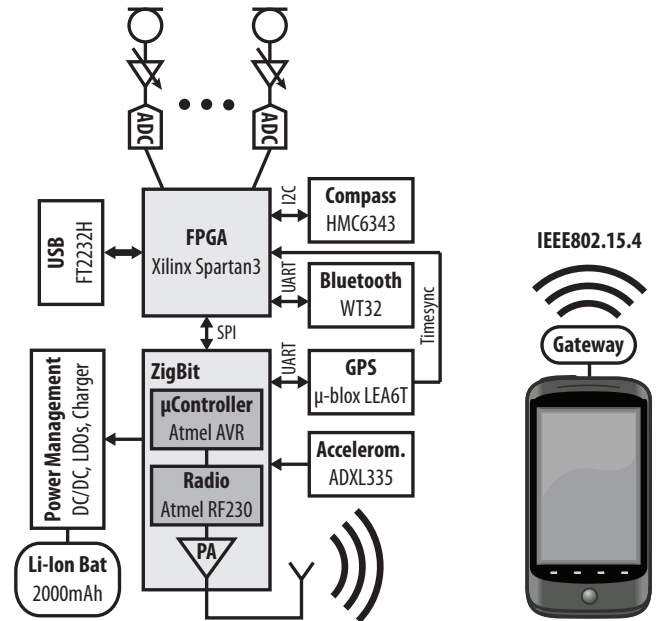 ADC
ADC
USB
FT2232H
FPGA
Xilinx Spartan3
I2C
Compass
HMC6343
UART
Bluetooth
WT32
Timesync
SPI
UART
GPS
µ-blox LEA6T
Power Management
DC/DC, LDOs, Charger
ZigBit
µController
Atmel AVR
Radio
Atmel RF230
PA
Accelerom.
ADXL335
Li-Ion Bat
2000mAh
IEEE802.15.4
Gateway